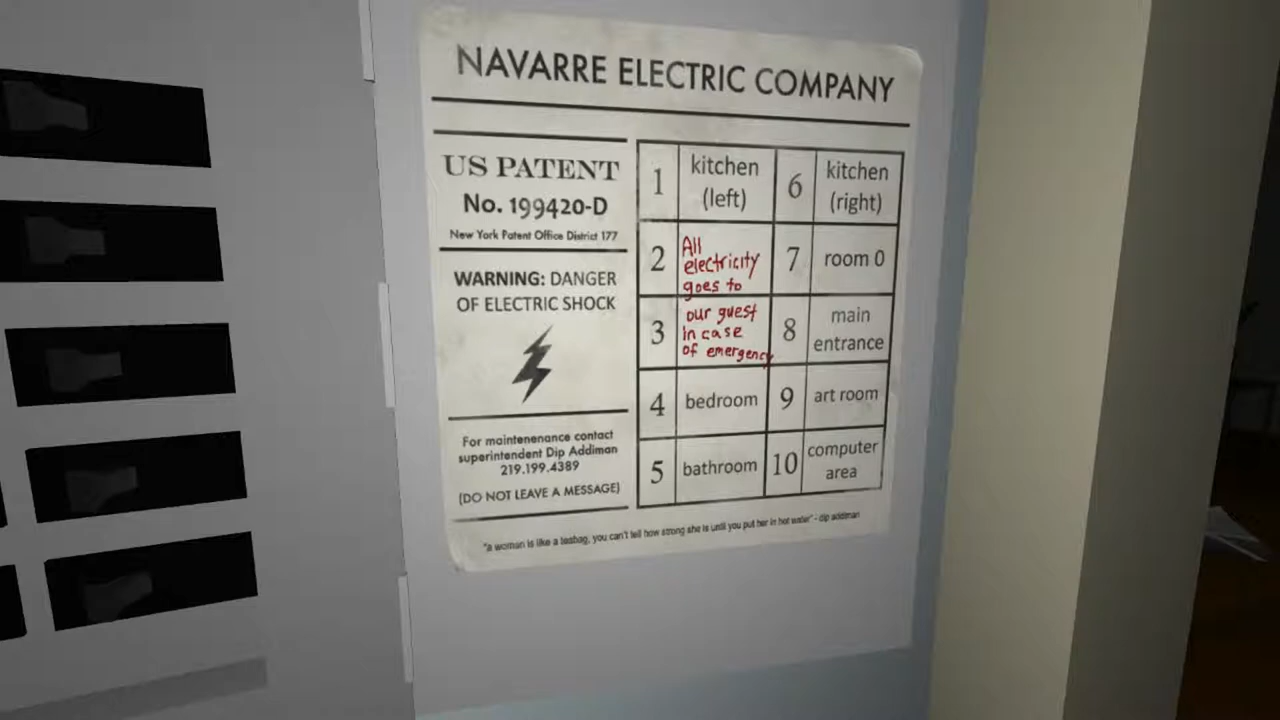 NAVARRE ELECTRIC COMPANY
US PATENT
No. 199420-D
New York Patent Office District 177
WARNING: DANGER
OF ELECTRIC SHOCK
For maintenenance contact
superintendent Dip Addiman
219.199.4389
(DO NOT LEAVE A MESSAGE)
1 kitchen (left) 6 kitchen (right)
2 All electricity goes to 7 room 0
3 our guest in case of emergency 8 main entrance
4 bedroom 9 art room
5 bathroom 10 computer area
"a woman is like a teabag, you can't tell how strong she is until you put her in hot water" - dip addiman